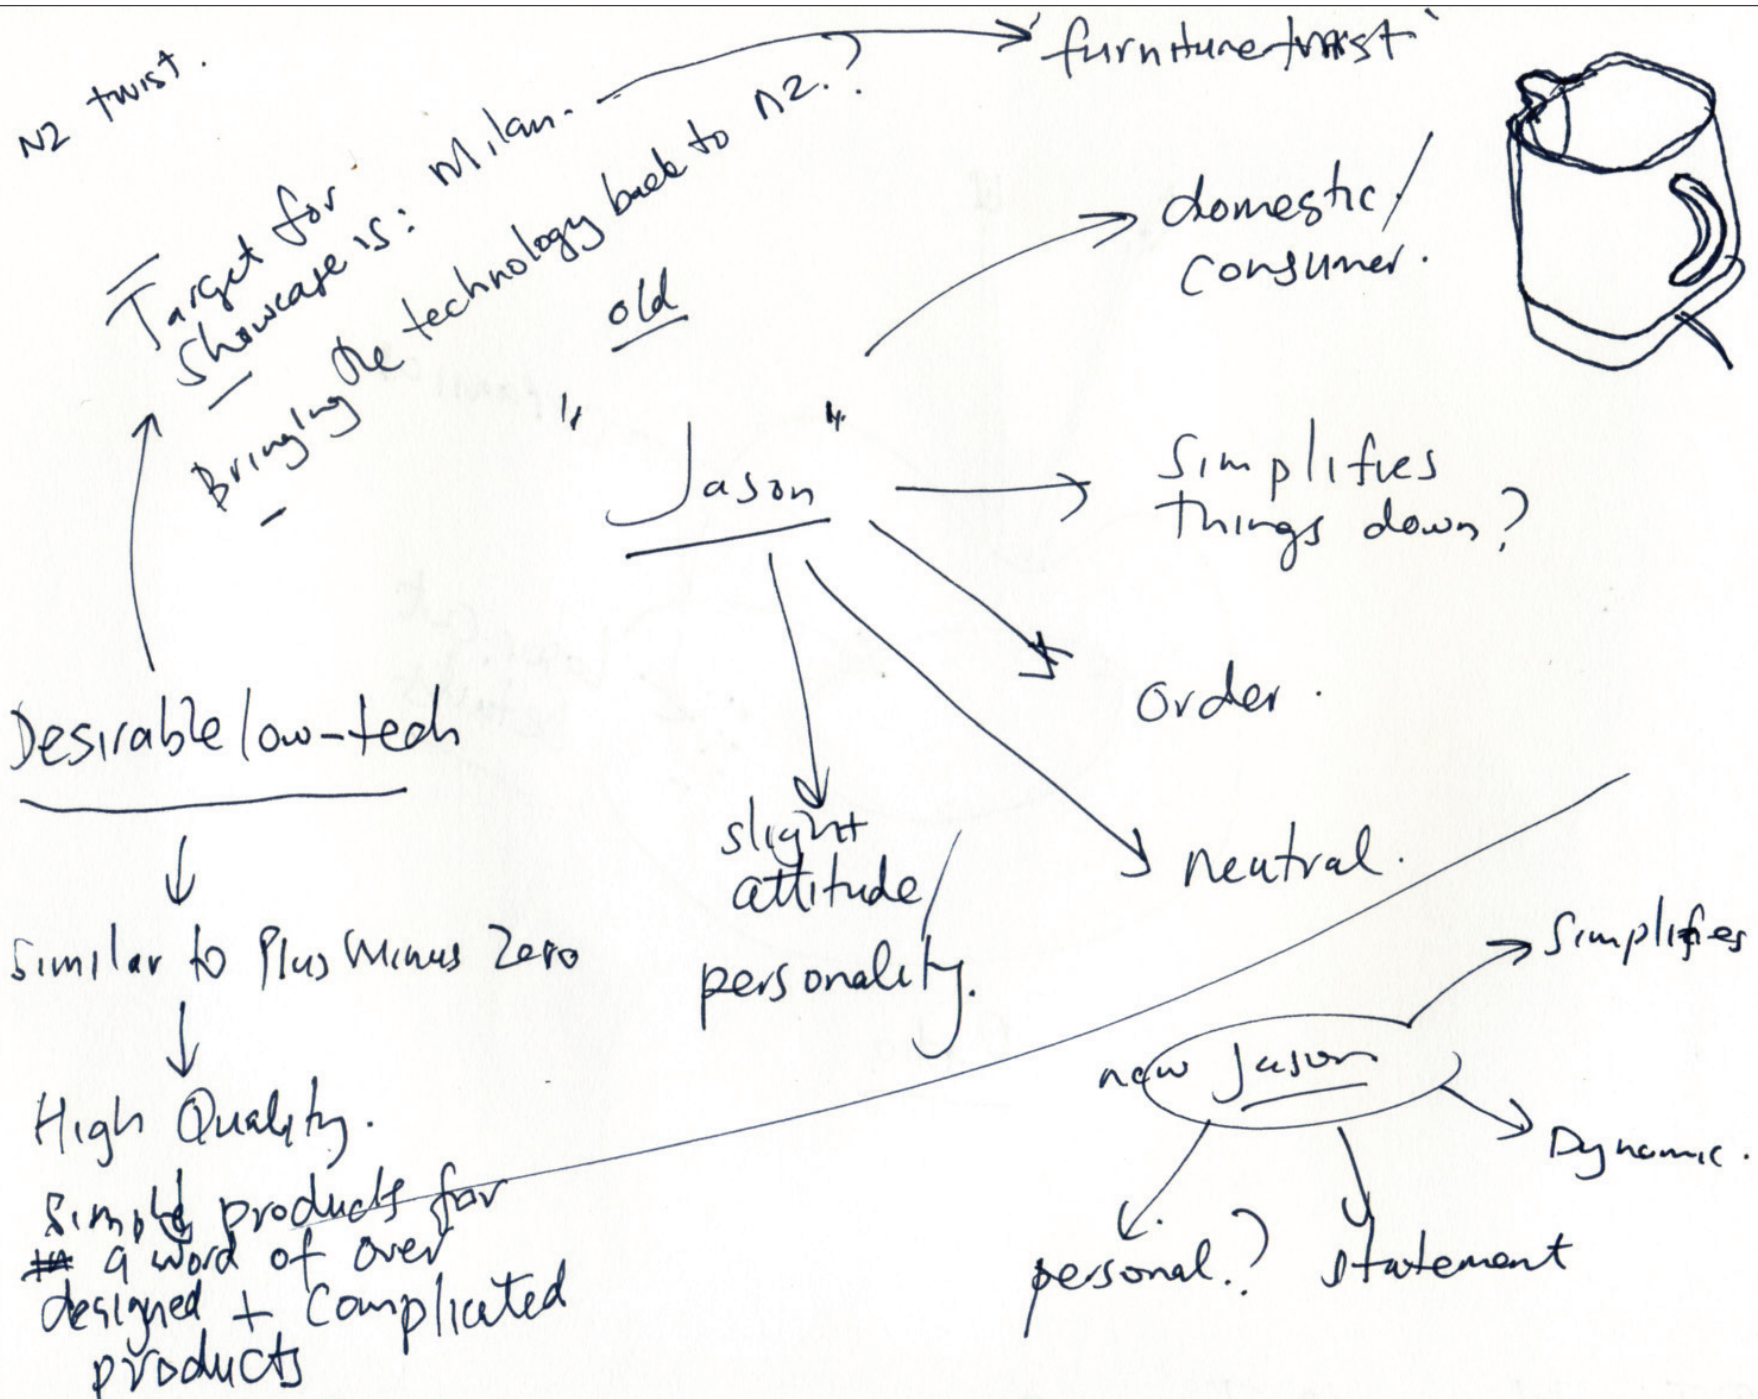 N2 twist.
Target for
Showcase is: Milan.
Bringing the technology back to N2.?
'furniture twist'
old
"Jason"
domestic/
consumer.
Simplifies
things down?
order.
neutral.
slight
attitude/
personality.
Desirable low-tech
Similar to Plus Minus Zero
High Quality.
Simple products for
a word of over
designed + complicated
products
new Jason
Simplifies
Dynamic.
statement
personal.?